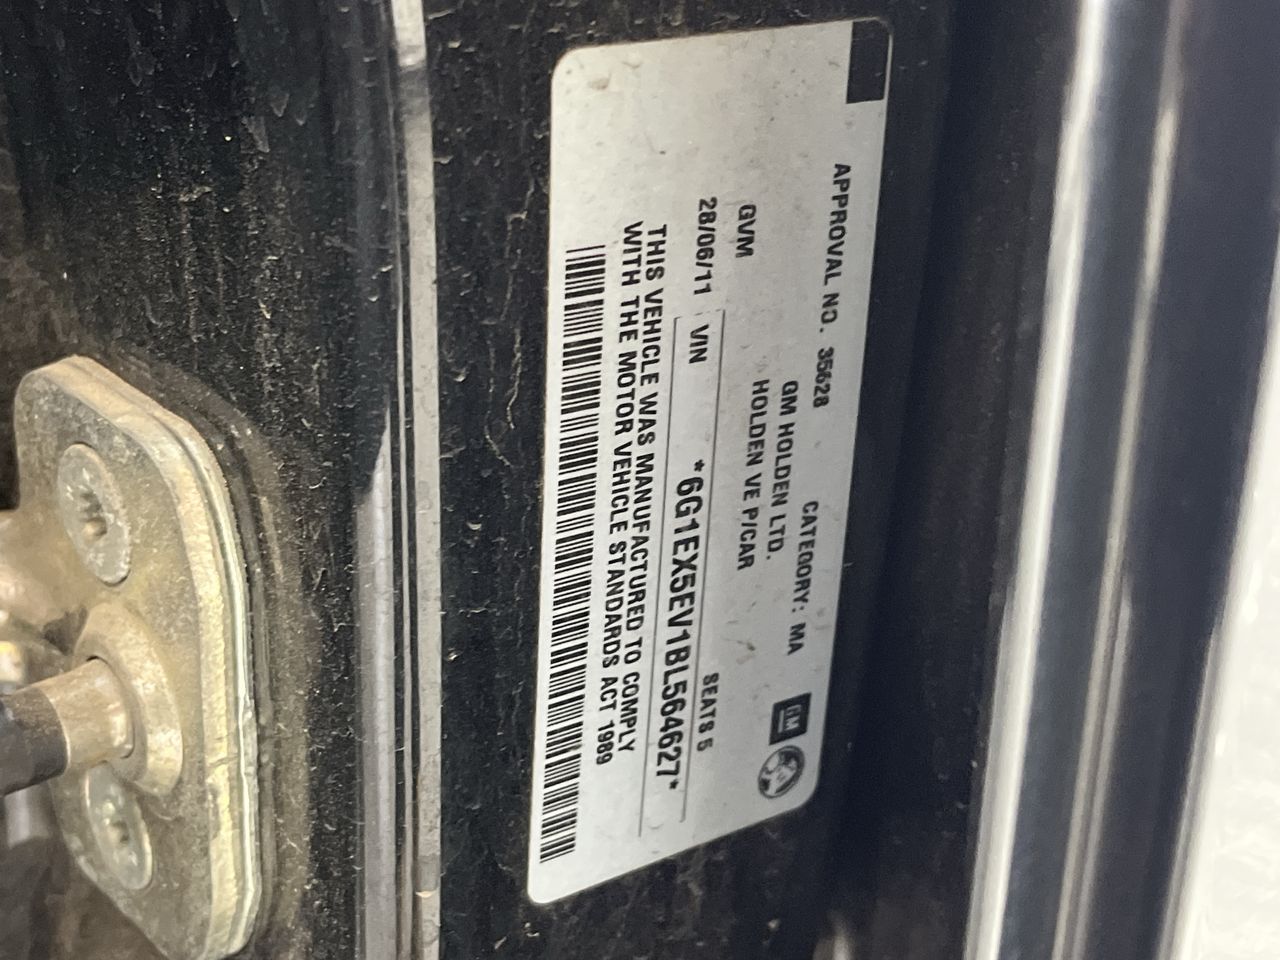 APPROVAL NO. 35628
CATEGORY: MA
GM
GM HOLDEN LTD.
HOLDEN VE P/CAR
GVM
SEATS 5
28/06/11 VIN *6G1EX5EV1BL564627*
THIS VEHICLE WAS MANUFACTURED TO COMPLY
WITH THE MOTOR VEHICLE STANDARDS ACT 1989